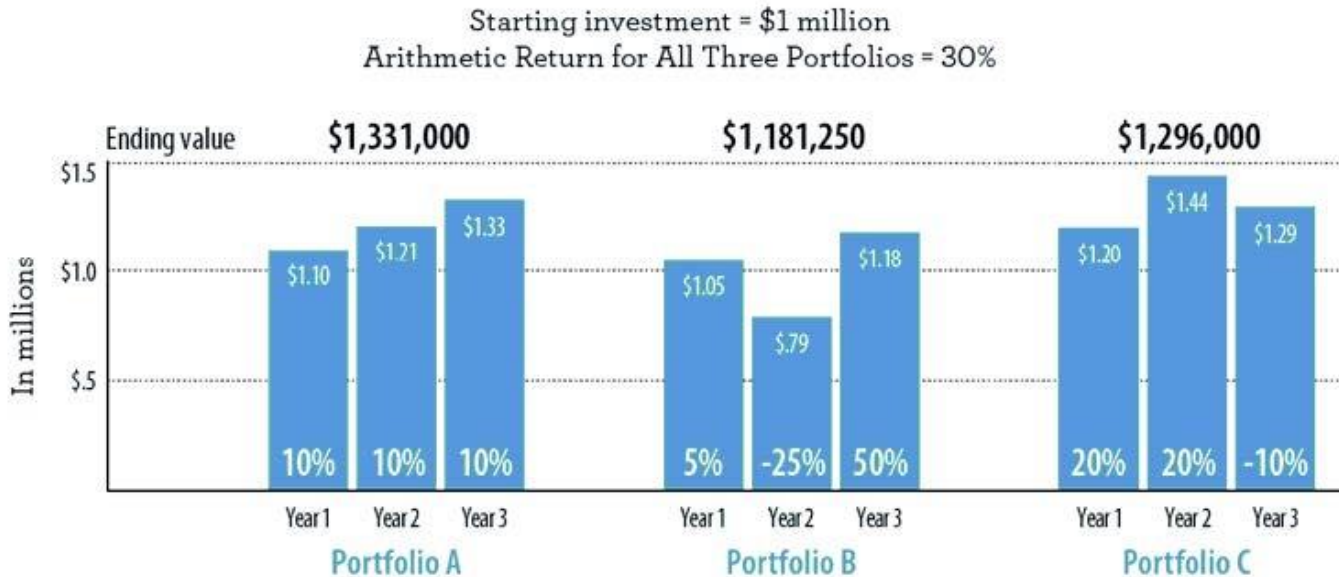 Starting investment = $1 million
Arithmetic Return for All Three Portfolios = 30%
Ending value $1,331,000 $1,181,250 $1,296,000
In millions
$1.5
$1.0
$.5
$1.10 $1.21 $1.33
10% 10% 10%
Year 1 Year 2 Year 3
Portfolio A
$1.05 $.79 $1.18
5% -25% 50%
Year 1 Year 2 Year 3
Portfolio B
$1.20 $1.44 $1.29
20% 20% -10%
Year 1 Year 2 Year 3
Portfolio C